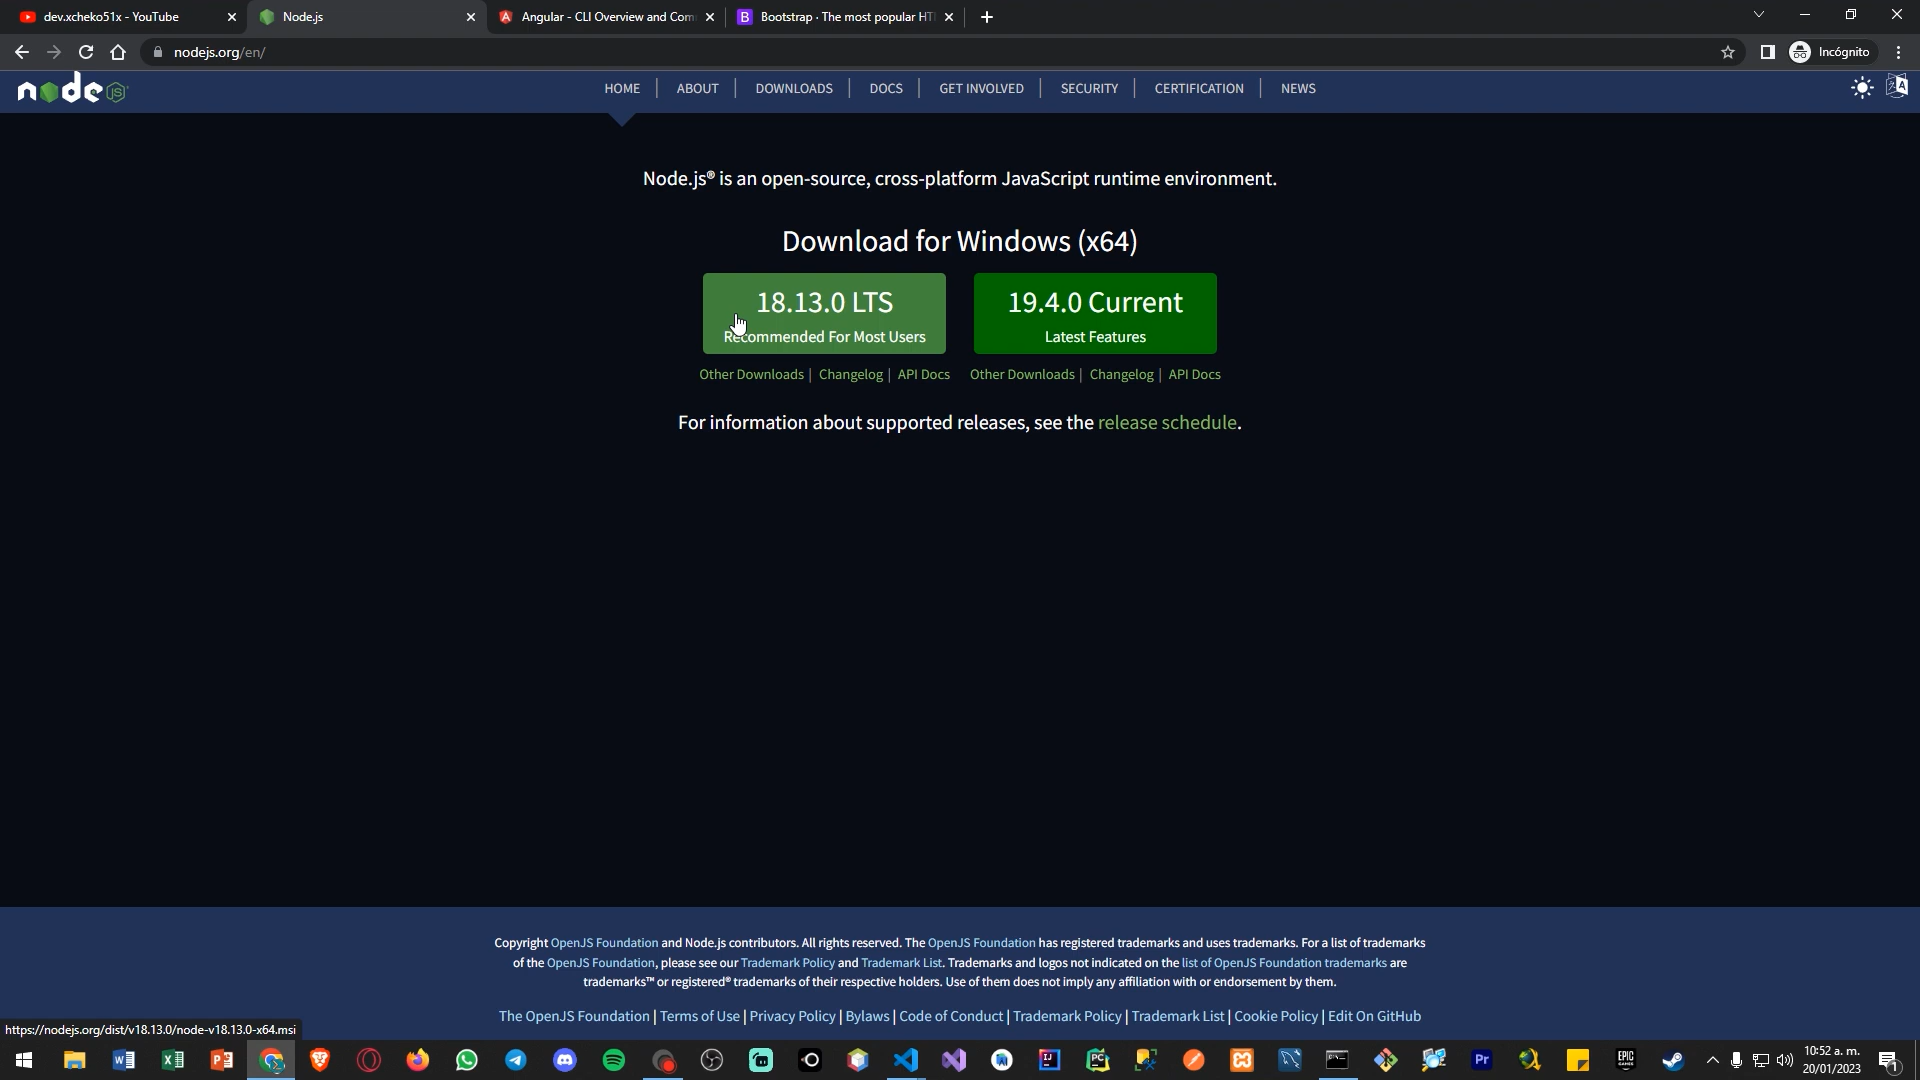 dev.xcheko51x - YouTube
Node.js
Angular - CLI Overview and Com
Bootstrap · The most popular HT
nodejs.org/en/
Incógnito
node JS
HOME
ABOUT
DOWNLOADS
DOCS
GET INVOLVED
SECURITY
CERTIFICATION
NEWS
Node.js® is an open-source, cross-platform JavaScript runtime environment.
Download for Windows (x64)
18.13.0 LTS
Recommended For Most Users
19.4.0 Current
Latest Features
Other Downloads | Changelog | API Docs
Other Downloads | Changelog | API Docs
For information about supported releases, see the release schedule.
Copyright OpenJS Foundation and Node.js contributors. All rights reserved. The OpenJS Foundation has registered trademarks and uses trademarks. For a list of trademarks
of the OpenJS Foundation, please see our Trademark Policy and Trademark List. Trademarks and logos not indicated on the list of OpenJS Foundation trademarks are
trademarks™ or registered® trademarks of their respective holders. Use of them does not imply any affiliation with or endorsement by them.
The OpenJS Foundation | Terms of Use | Privacy Policy | Bylaws | Code of Conduct | Trademark Policy | Trademark List | Cookie Policy | Edit On GitHub
https://nodejs.org/dist/v18.13.0/node-v18.13.0-x64.msi
10:52 a. m.
20/01/2023